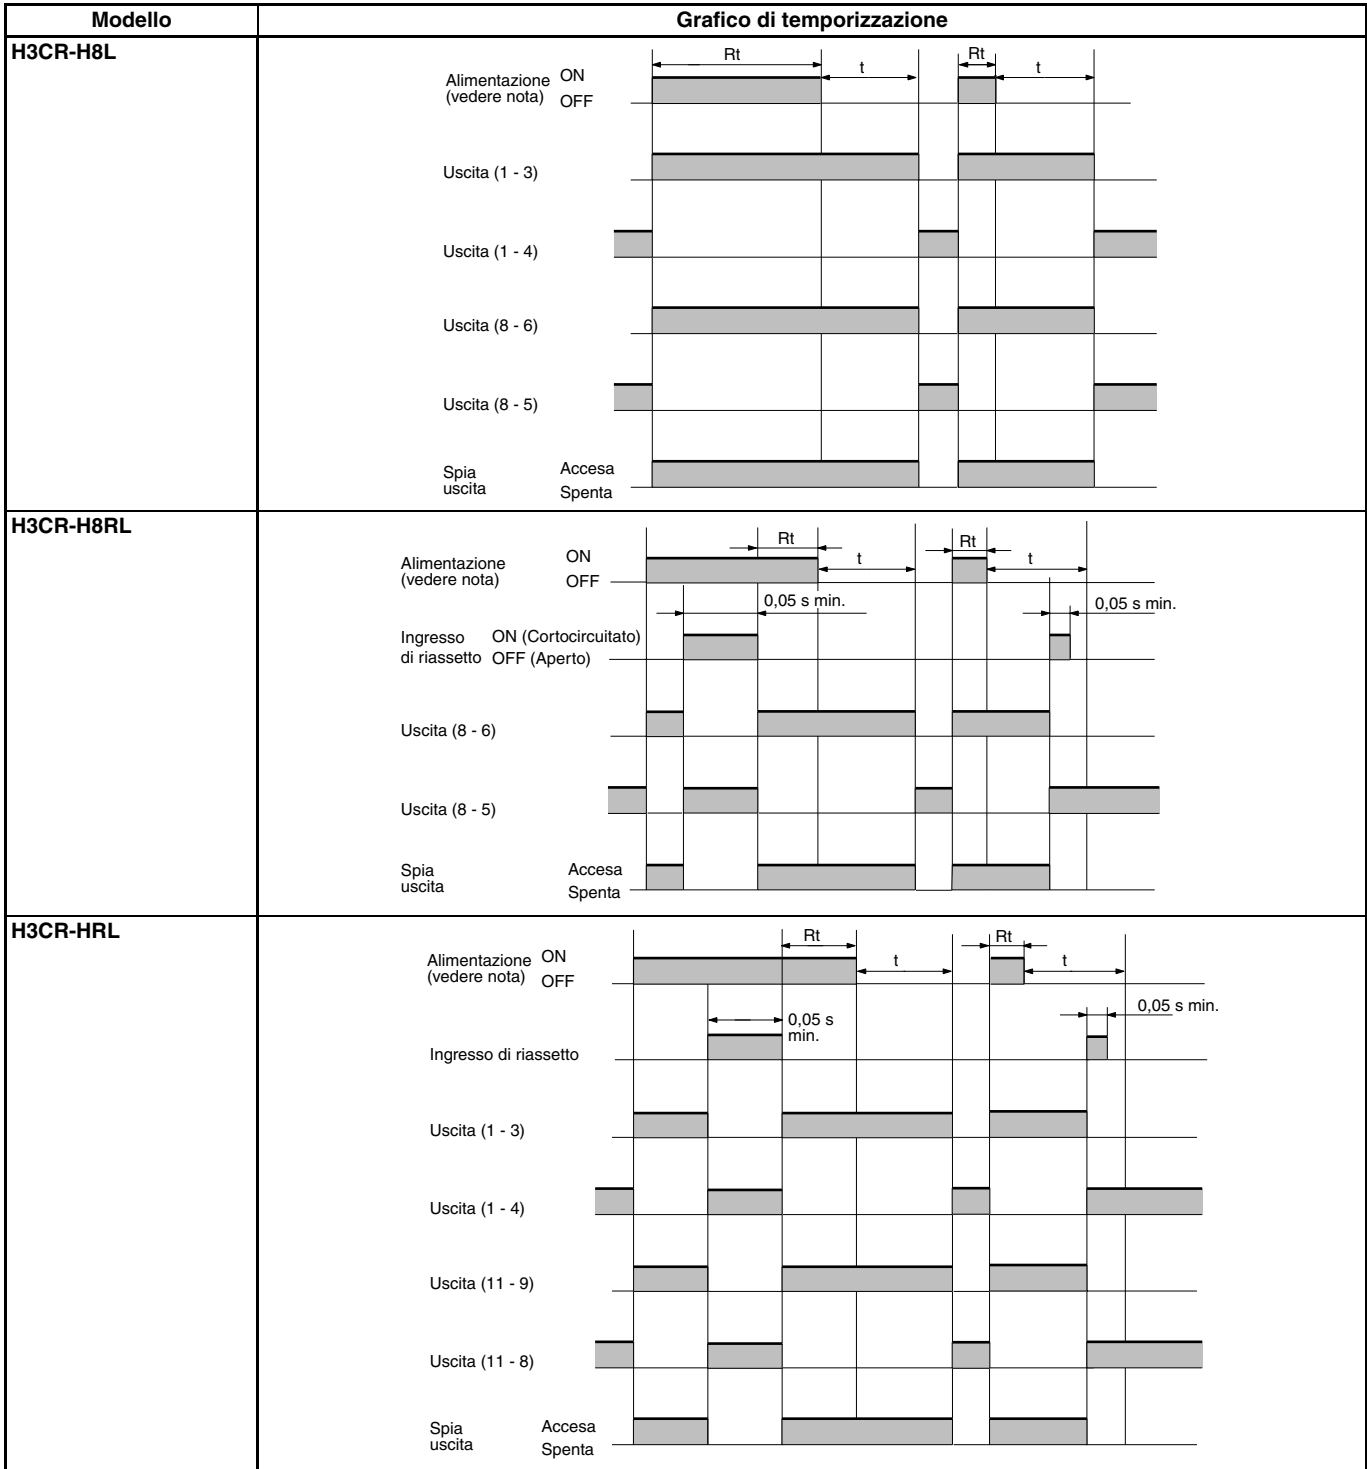 Modello
Grafico di temporizzazione
H3CR-H8L
Rt
t
Rt
t
Alimentazione ON
(vedere nota) OFF
Uscita (1 - 3)
Uscita (1 - 4)
Uscita (8 - 6)
Uscita (8 - 5)
Spia Accesa
uscita Spenta
H3CR-H8RL
Rt
t
Rt
t
Alimentazione ON
(vedere nota) OFF
0,05 s min.
0,05 s min.
Ingresso ON (Cortocircuitato)
di riassetto OFF (Aperto)
Uscita (8 - 6)
Uscita (8 - 5)
Spia Accesa
uscita Spenta
H3CR-HRL
Rt
t
Rt
t
Alimentazione ON
(vedere nota) OFF
0,05 s
min.
0,05 s min.
Ingresso di riassetto
Uscita (1 - 3)
Uscita (1 - 4)
Uscita (11 - 9)
Uscita (11 - 8)
Spia Accesa
uscita Spenta